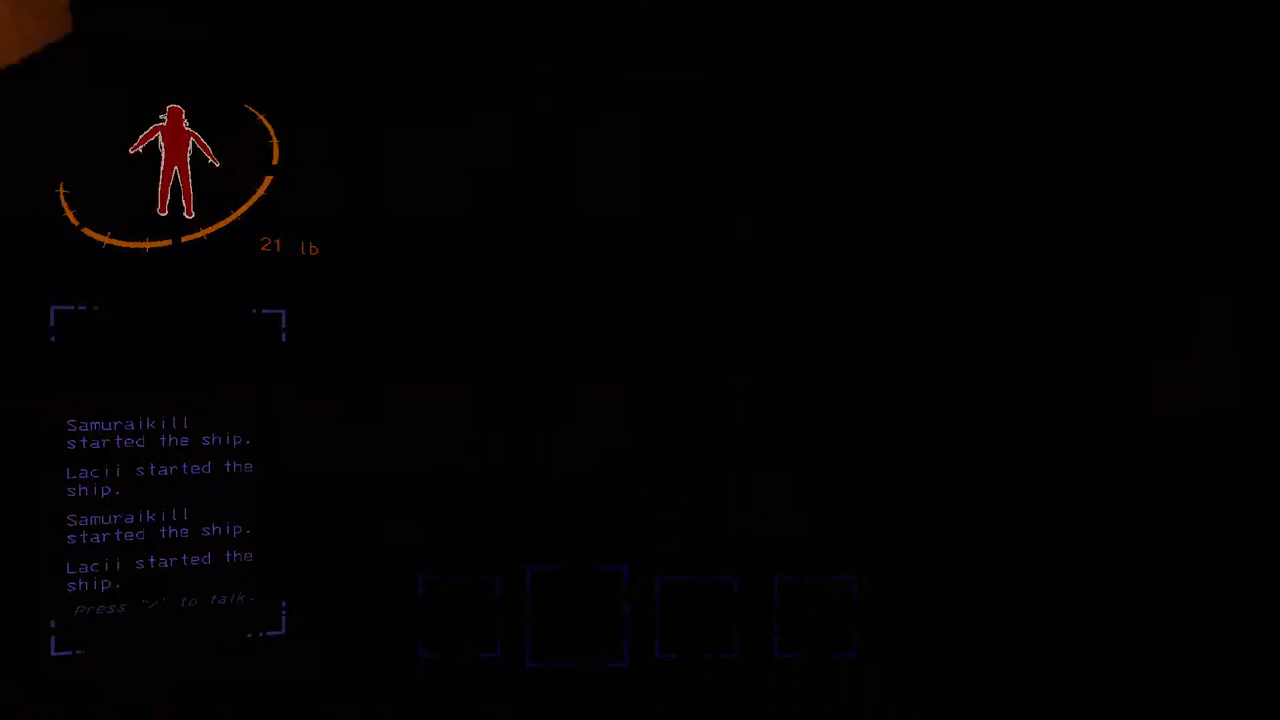 21 lb
Samuraikill
started the ship.
Lacii started the
ship.
Samuraikill
started the ship.
Lacii started the
ship.
Press "/" to talk.